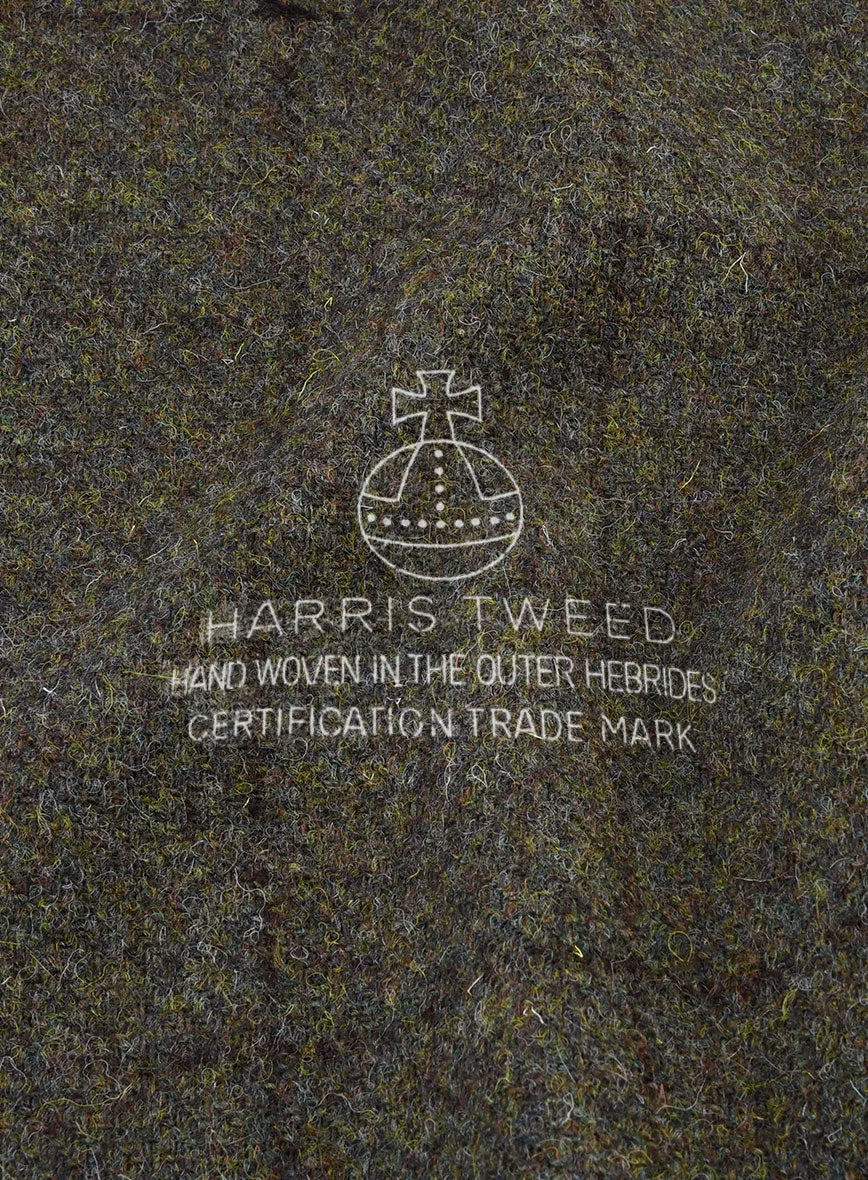 HARRIS TWEED
HAND WOVEN IN THE OUTER HEBRIDES
CERTIFICATION TRADE MARK